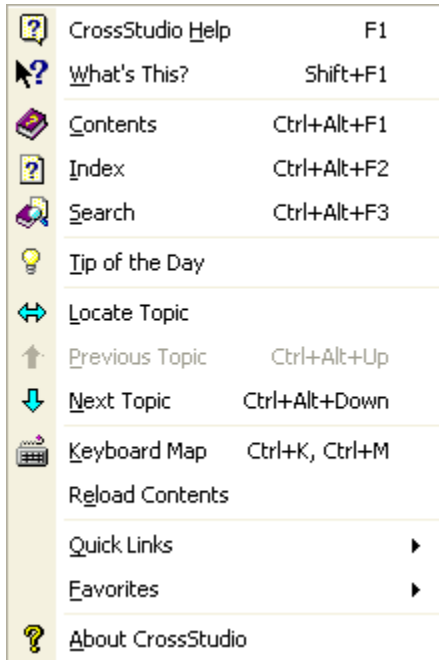 CrossStudio Help F1
What's This? Shift+F1
Contents Ctrl+Alt+F1
Index Ctrl+Alt+F2
Search Ctrl+Alt+F3
Tip of the Day
Locate Topic
Previous Topic Ctrl+Alt+Up
Next Topic Ctrl+Alt+Down
Keyboard Map Ctrl+K, Ctrl+M
Reload Contents
Quick Links
Favorites
About CrossStudio